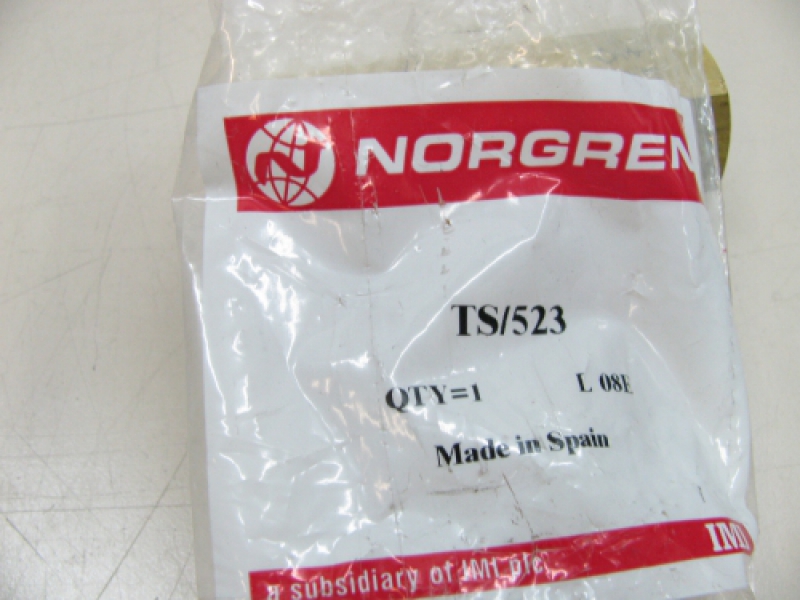 NORGREN
TS/523
QTY=1 L 08E
Made in Spain
IMI
a subsidiary of IMI plc